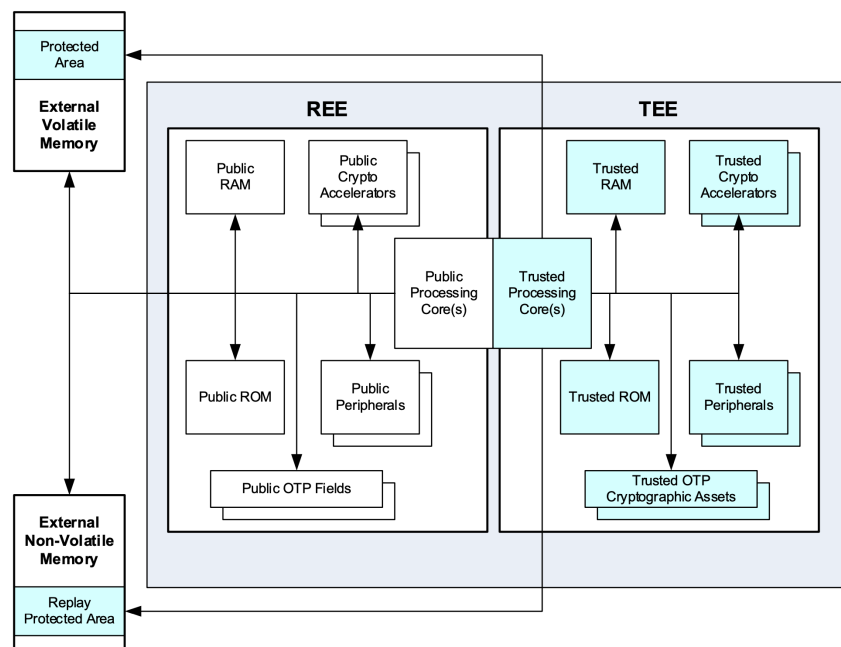 Protected
Area
External
Volatile
Memory
REE
TEE
Public
RAM
Public
Crypto
Accelerators
Trusted
RAM
Trusted
Crypto
Accelerators
Public
Processing
Core(s)
Trusted
Processing
Core(s)
Public ROM
Public
Peripherals
Trusted ROM
Trusted
Peripherals
Public OTP Fields
Trusted OTP
Cryptographic Assets
External
Non-Volatile
Memory
Replay
Protected Area